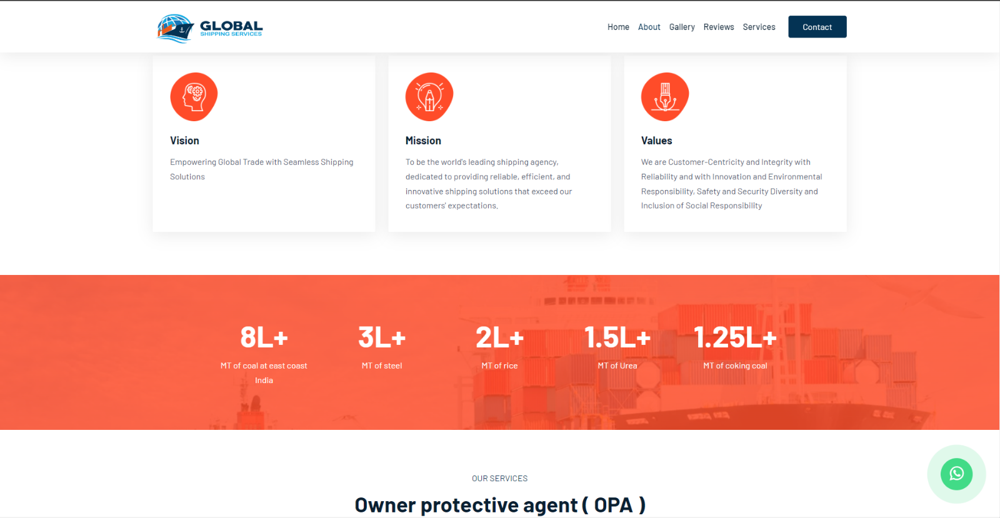 GLOBAL
SHIPPING SERVICES
Home About Gallery Reviews Services Contact
Vision
Empowering Global Trade with Seamless Shipping
Solutions
Mission
To be the world's leading shipping agency,
dedicated to providing reliable, efficient, and
innovative shipping solutions that exceed our
customers' expectations.
Values
We are Customer-Centricity and Integrity with
Reliability and with Innovation and Environmental
Responsibility, Safety and Security Diversity and
Inclusion of Social Responsibility
8L+
MT of coal at east coast
India
3L+
MT of steel
2L+
MT of rice
1.5L+
MT of Urea
1.25L+
MT of coking coal
OUR SERVICES
Owner protective agent ( OPA )